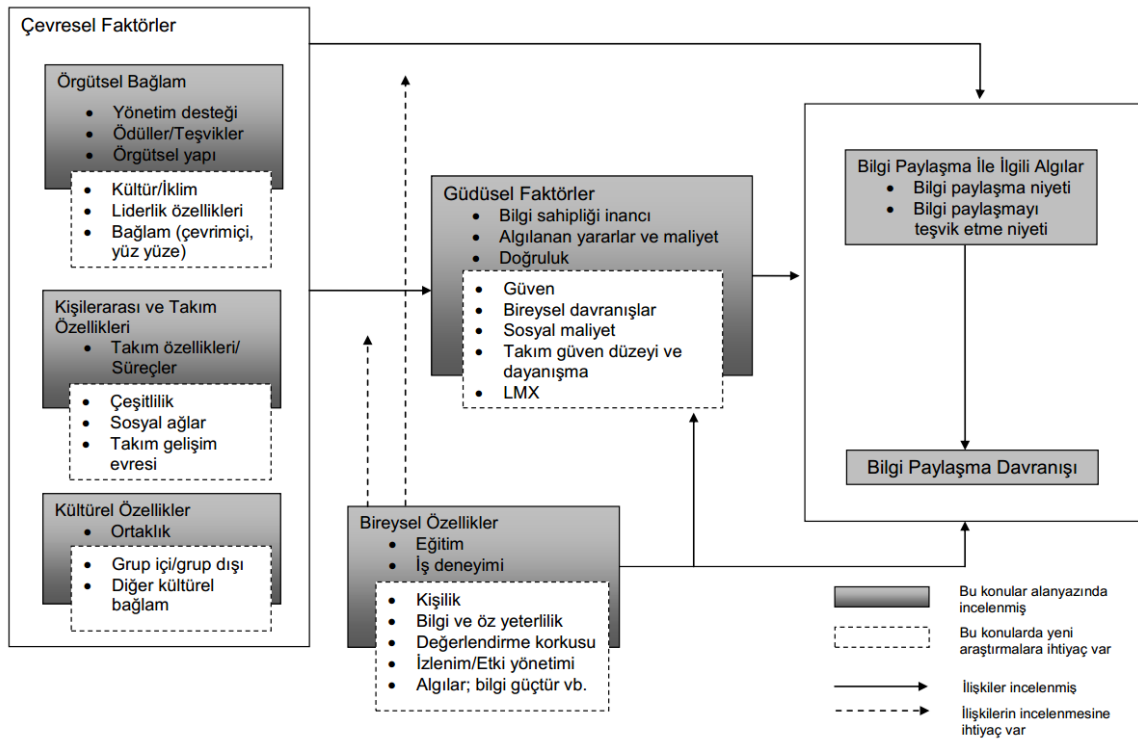 Çevresel Faktörler
Örgütsel Bağlam
• Yönetim desteği
• Ödüller/Teşvikler
• Örgütsel yapı
• Kültür/İklim
• Liderlik özellikleri
• Bağlam (çevrimiçi,
yüz yüze)
Kişilerarası ve Takım
Özellikleri
• Takım özellikleri/
Süreçler
• Çeşitlilik
• Sosyal ağlar
• Takım gelişim
evresi
Kültürel Özellikler
• Ortaklık
• Grup içi/grup dışı
• Diğer kültürel
bağlam
Güdüsel Faktörler
• Bilgi sahipliği inancı
• Algılanan yararlar ve maliyet
• Doğruluk
• Güven
• Bireysel davranışlar
• Sosyal maliyet
• Takım güven düzeyi ve
dayanışma
• LMX
Bireysel Özellikler
• Eğitim
• İş deneyimi
• Kişilik
• Bilgi ve öz yeterlilik
• Değerlendirme korkusu
• İzlenim/Etki yönetimi
• Algılar; bilgi güçtür vb.
Bilgi Paylaşma İle İlgili Algılar
• Bilgi paylaşma niyeti
• Bilgi paylaşmayı
teşvik etme niyeti
Bilgi Paylaşma Davranışı
Bu konular alanyazında
incelenmiş
Bu konularda yeni
araştırmalara ihtiyaç var
İlişkiler incelenmiş
İlişkilerin incelenmesine
ihtiyaç var